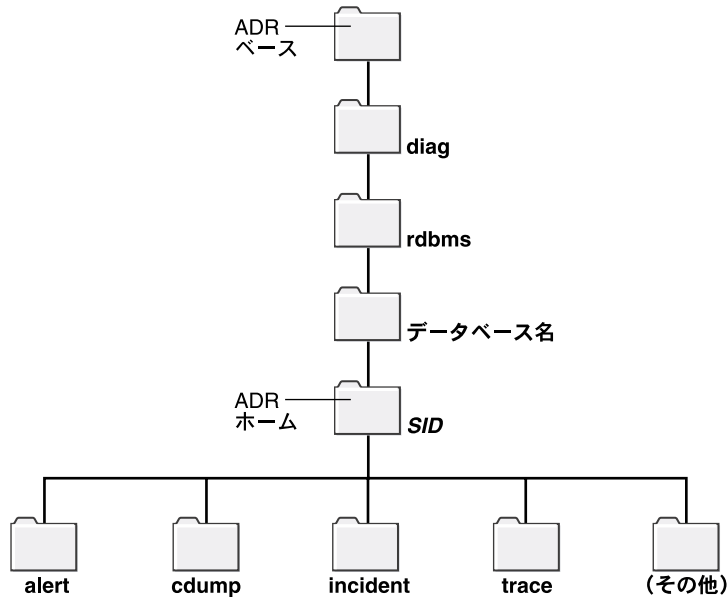 ADR
ベース
diag
rdbms
データベース名
ADR
ホーム
SID
alert
cdump
incident
trace
(その他)